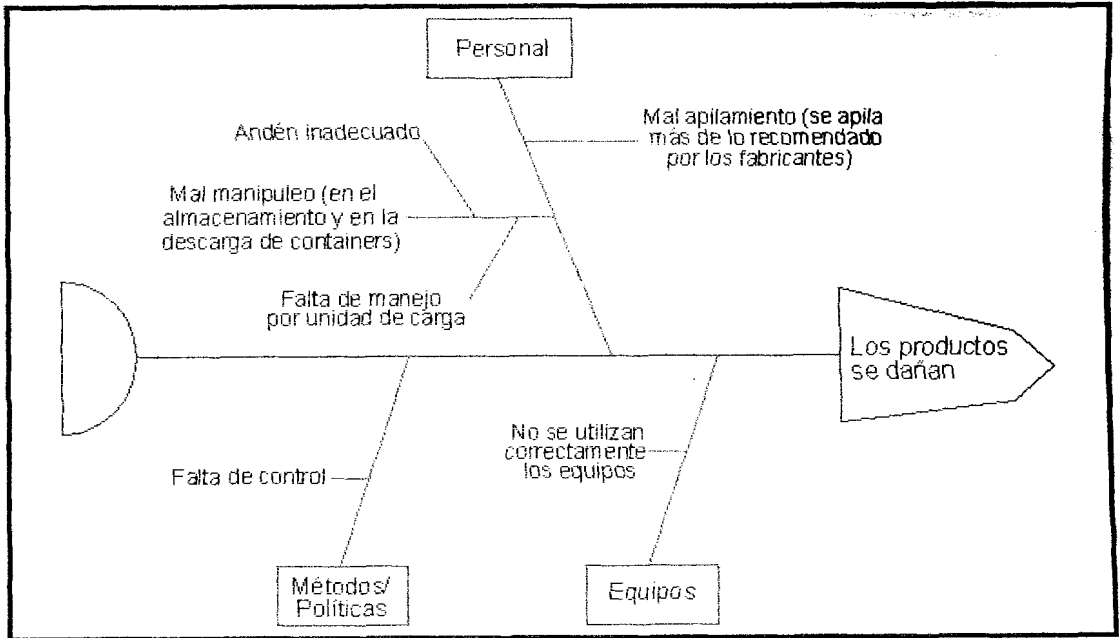 Personal
Andén inadecuado
Mal apilamiento (se apila
más de lo recomendado
por los fabricantes)
Mal manipuleo (en el
almacenamiento y en la
descarga de containers)
Falta de manejo
por unidad de carga
Los productos
se dañan
No se utilizan
correctamente
los equipos
Falta de control
Métodos/
Políticas
Equipos